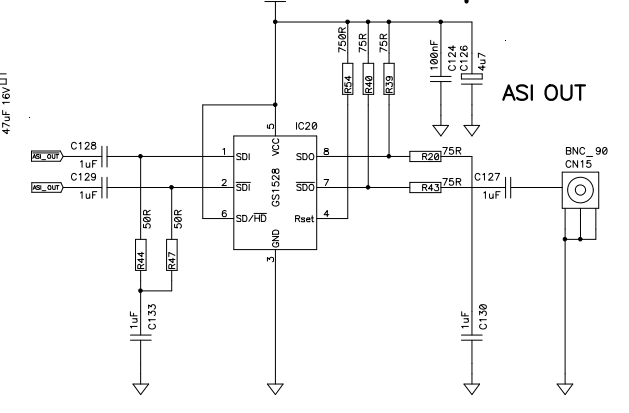 47uF 16V
750R
R54
75R
R40
75R
R39
100nF
C124
C126
4u7
ASI OUT
5
IC20
VCC
GS1528
ASI_OUT
C128
1uF
1
SDI
SDO
8
R20
75R
ASI_OUT
C129
1uF
2
SDI
SDO
7
R43
75R
C127
1uF
BNC_90
CN15
6
SD/HD
Rset
4
GND
3
50R
R44
50R
R47
1uF
C133
1uF
C130